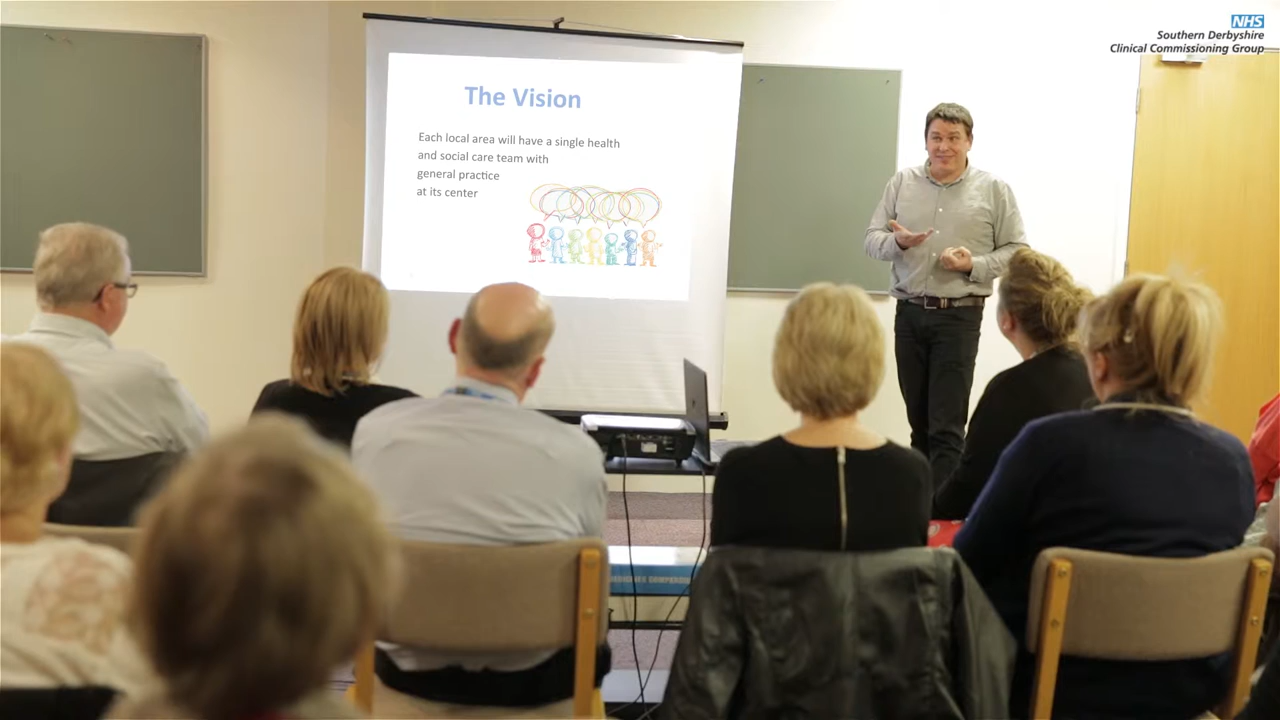 NHS
Southern Derbyshire
Clinical Commissioning Group
The Vision
Each local area will have a single health
and social care team with
general practice
at its center